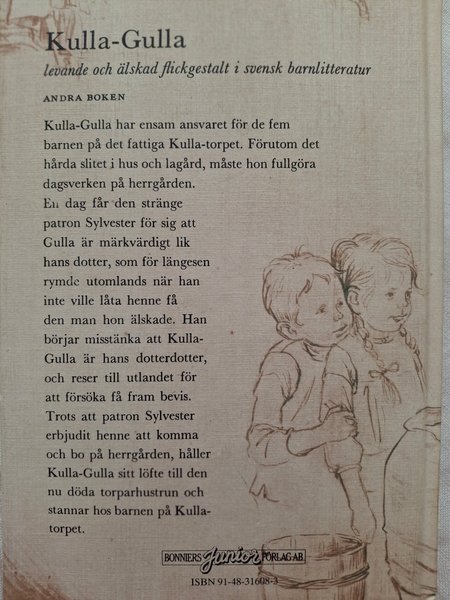 Kulla-Gulla
levande och älskad flickgestalt i svensk barnlitteratur
ANDRA BOKEN
Kulla-Gulla har ensam ansvaret för de fem
barnen på det fattiga Kulla-torpet. Förutom det
hårda slitet i hus och lagård, måste hon fullgöra
dagsverken på herrgården.
En dag får den stränge
patron Sylvester för sig att
Gulla är märkvärdigt lik
hans dotter, som för längesen
rymde utomlands när han
inte ville låta henne få
den man hon älskade. Han
börjar misstänka att Kulla-
Gulla är hans dotterdotter,
och reser till utlandet för
att försöka få fram bevis.
Trots att patron Sylvester
erbjudit henne att komma
och bo på herrgården, håller
Kulla-Gulla sitt löfte till den
nu döda torparhustrun och
stannar hos barnen på Kulla-
torpet.
BONNIERS Junior FÖRLAG AB
ISBN 91-48-31608-3